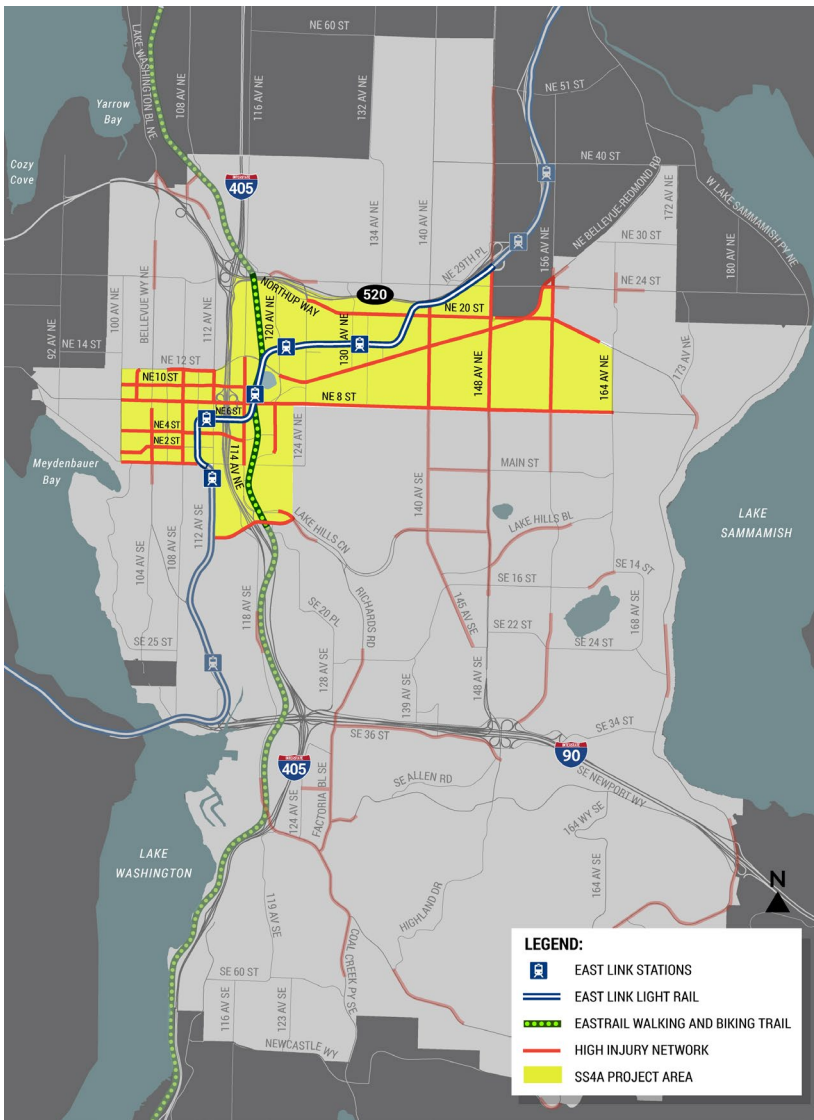 NE 60 ST
LAKE WASHINGTON BL NE
108 AV NE
116 AV NE
132 AV NE
NE 51 ST
Yarrow
Bay
Cozy
Cove
INTERSTATE
405
NE 40 ST
NE BELLEVUE-REDMOND RD
W LAKE SAMMAMISH PY NE
172 AV NE
134 AV NE
140 AV NE
NE 29TH PL
156 AV NE
NE 30 ST
180 AV NE
NE 24 ST
100 AV NE
BELLEVUE WY NE
112 AV NE
NORTHUP WAY
520
120 AV NE
130 AV NE
NE 20 ST
92 AV NE
NE 14 ST
NE 12 ST
NE 10 ST
148 AV NE
164 AV NE
173 AV NE
NE 8 ST
NE 6 ST
NE 4 ST
NE 2 ST
114 AV NE
124 AV NE
Meydenbauer
Bay
MAIN ST
140 AV SE
LAKE HILLS CN
LAKE HILLS BL
LAKE
SAMMAMISH
104 AV SE
108 AV SE
112 AV SE
SE 14 ST
SE 16 ST
RICHARDS RD
118 AV SE
SE 20 PL
145 AV SE
SE 22 ST
168 AV SE
SE 24 ST
SE 25 ST
128 AV SE
139 AV SE
148 AV SE
SE 36 ST
SE 34 ST
INTERSTATE
90
INTERSTATE
405
SE NEWPORT WY
124 AV SE
FACTORIA BL SE
SE ALLEN RD
164 WY SE
164 AV SE
LAKE
WASHINGTON
N
119 AV SE
HIGHLAND DR
COAL CREEK PY SE
SE 60 ST
116 AV SE
123 AV SE
NEWCASTLE WY
LEGEND:
EAST LINK STATIONS
EAST LINK LIGHT RAIL
EASTRAIL WALKING AND BIKING TRAIL
HIGH INJURY NETWORK
SS4A PROJECT AREA